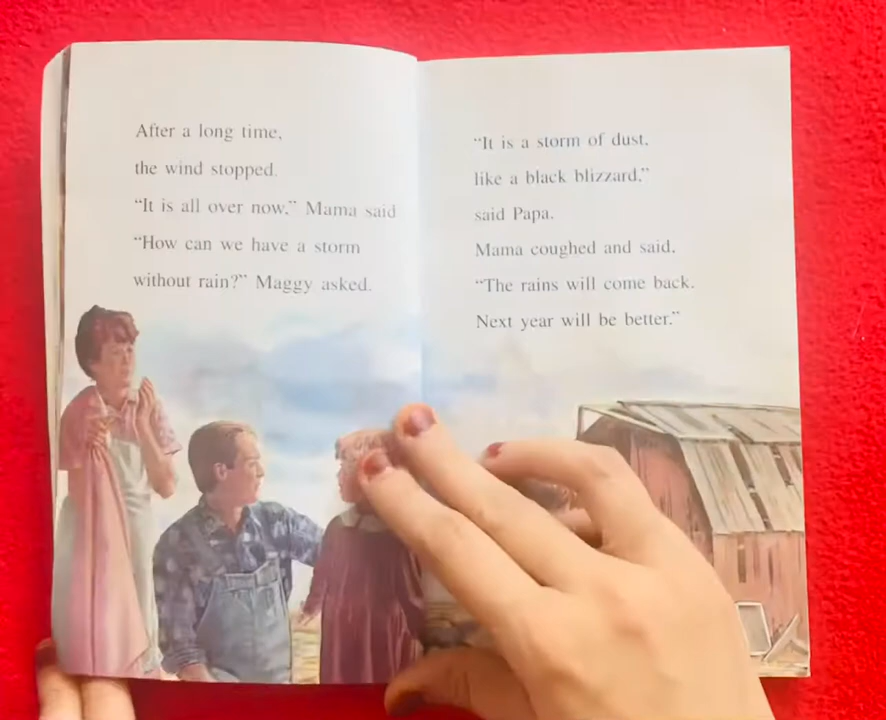 After a long time,
the wind stopped.
“It is all over now,” Mama said
“How can we have a storm
without rain?” Maggy asked.
“It is a storm of dust,
like a black blizzard,”
said Papa.
Mama coughed and said,
“The rains will come back.
Next year will be better.”